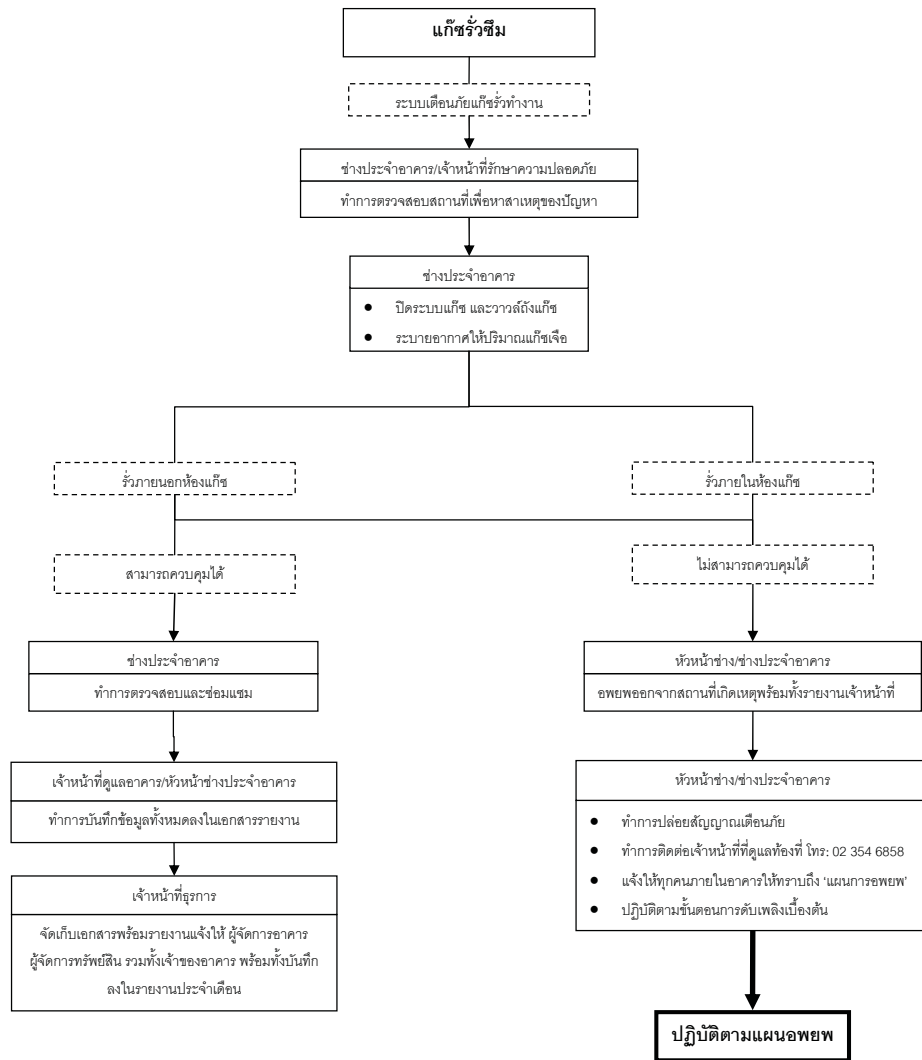 แก๊ซรั่วซึม
ระบบเตือนภัยแก๊ซรั่วทำงาน
ช่างประจำอาคาร/เจ้าหน้าที่รักษาความปลอดภัย
ทำการตรวจสอบสถานที่เพื่อหาสาเหตุของปัญหา
ช่างประจำอาคาร
● ปิดระบบแก๊ซ และวาวล์ถังแก๊ซ
● ระบายอากาศให้ปริมาณแก๊ซเจือ
รั่วภายนอกห้องแก๊ซ
รั่วภายในห้องแก๊ซ
สามารถควบคุมได้
ไม่สามารถควบคุมได้
ช่างประจำอาคาร
ทำการตรวจสอบและซ่อมแซม
หัวหน้าช่าง/ช่างประจำอาคาร
อพยพออกจากสถานที่เกิดเหตุพร้อมทั้งรายงานเจ้าหน้าที่
เจ้าหน้าที่ดูแลอาคาร/หัวหน้าช่างประจำอาคาร
ทำการบันทึกข้อมูลทั้งหมดลงในเอกสารรายงาน
หัวหน้าช่าง/ช่างประจำอาคาร
● ทำการปล่อยสัญญาณเตือนภัย
● ทำการติดต่อเจ้าหน้าที่ที่ดูแลท้องที่ โทร: 02 354 6858
● แจ้งให้ทุกคนภายในอาคารให้ทราบถึง ‘แผนการอพยพ’
● ปฏิบัติตามขั้นตอนการดับเพลิงเบื้องต้น
เจ้าหน้าที่ธุรการ
จัดเก็บเอกสารพร้อมรายงานแจ้งให้ ผู้จัดการอาคาร
ผู้จัดการทรัพย์สิน รวมทั้งเจ้าของอาคาร พร้อมทั้งบันทึก
ลงในรายงานประจำเดือน
ปฏิบัติตามแผนอพยพ